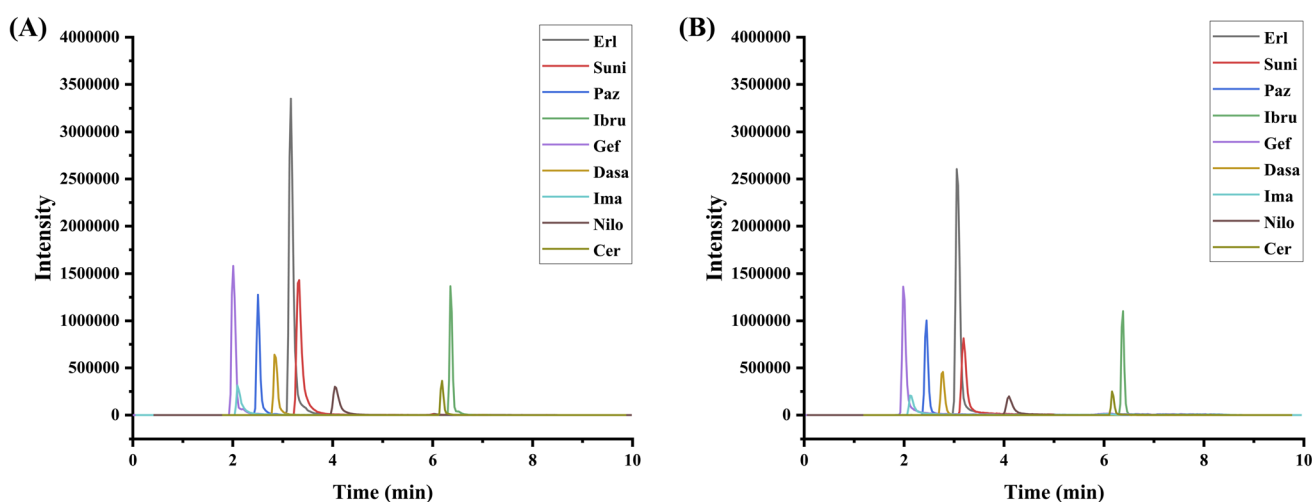 (A)
Intensity
4000000
3500000
3000000
2500000
2000000
1500000
1000000
500000
0
0 2 4 6 8 10
Time (min)
Erl
Suni
Paz
Ibru
Gef
Dasa
Ima
Nilo
Cer
(B)
Intensity
4000000
3500000
3000000
2500000
2000000
1500000
1000000
500000
0
0 2 4 6 8 10
Time (min)
Erl
Suni
Paz
Ibru
Gef
Dasa
Ima
Nilo
Cer